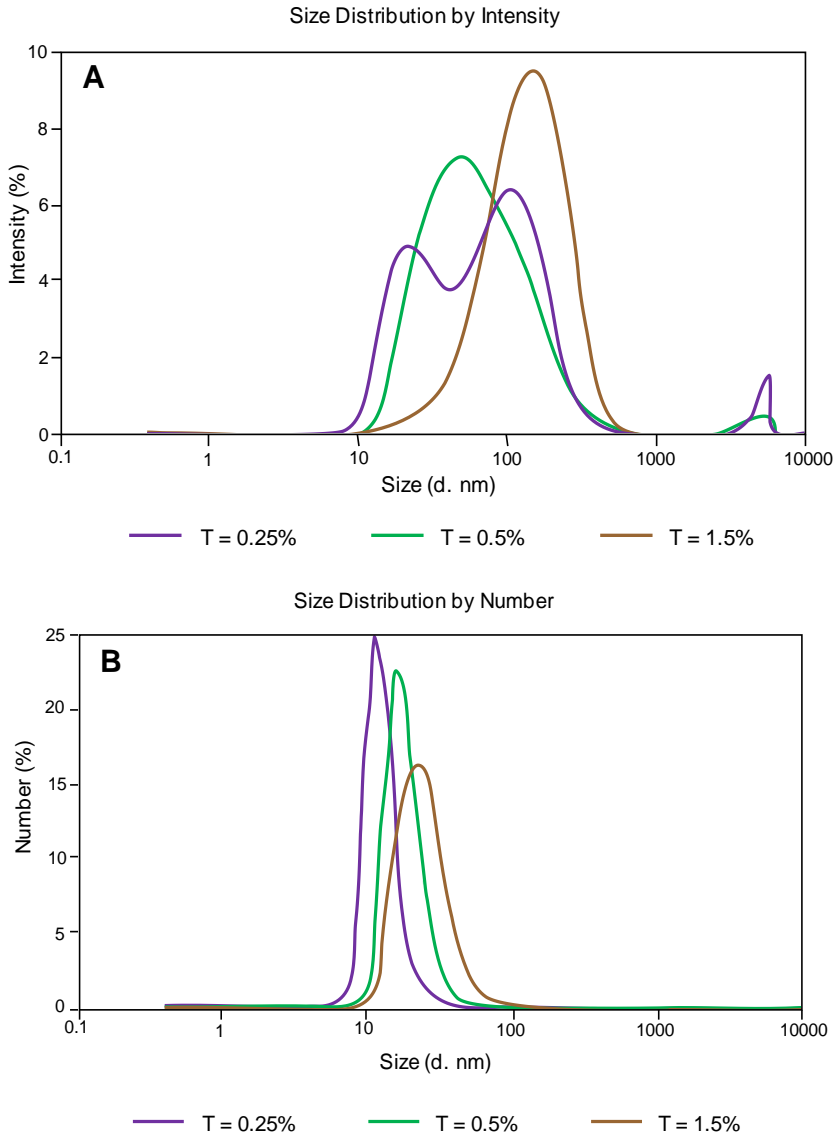 Size Distribution by Intensity
A
10
8
6
4
2
0
Intensity (%)
0.1 1 10 100 1000 10000
Size (d. nm)
T = 0.25% T = 0.5% T = 1.5%
Size Distribution by Number
B
25
20
15
10
5
0
Number (%)
0.1 1 10 100 1000 10000
Size (d. nm)
T = 0.25% T = 0.5% T = 1.5%